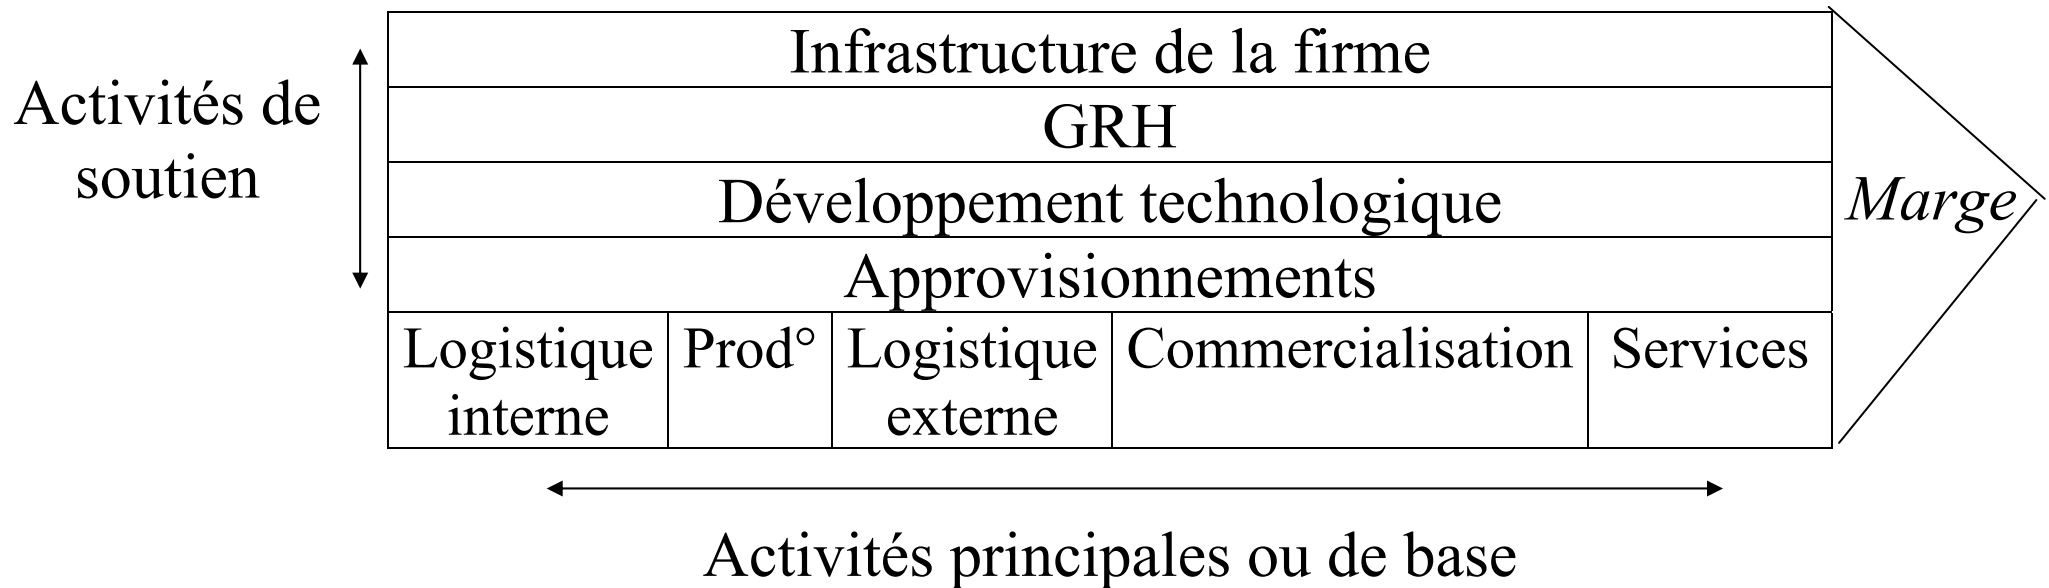 Activités de
soutien
Infrastructure de la firme
GRH
Développement technologique
Approvisionnements
Marge
Logistique
interne
Prod°
Logistique
externe
Commercialisation
Services
Activités principales ou de base